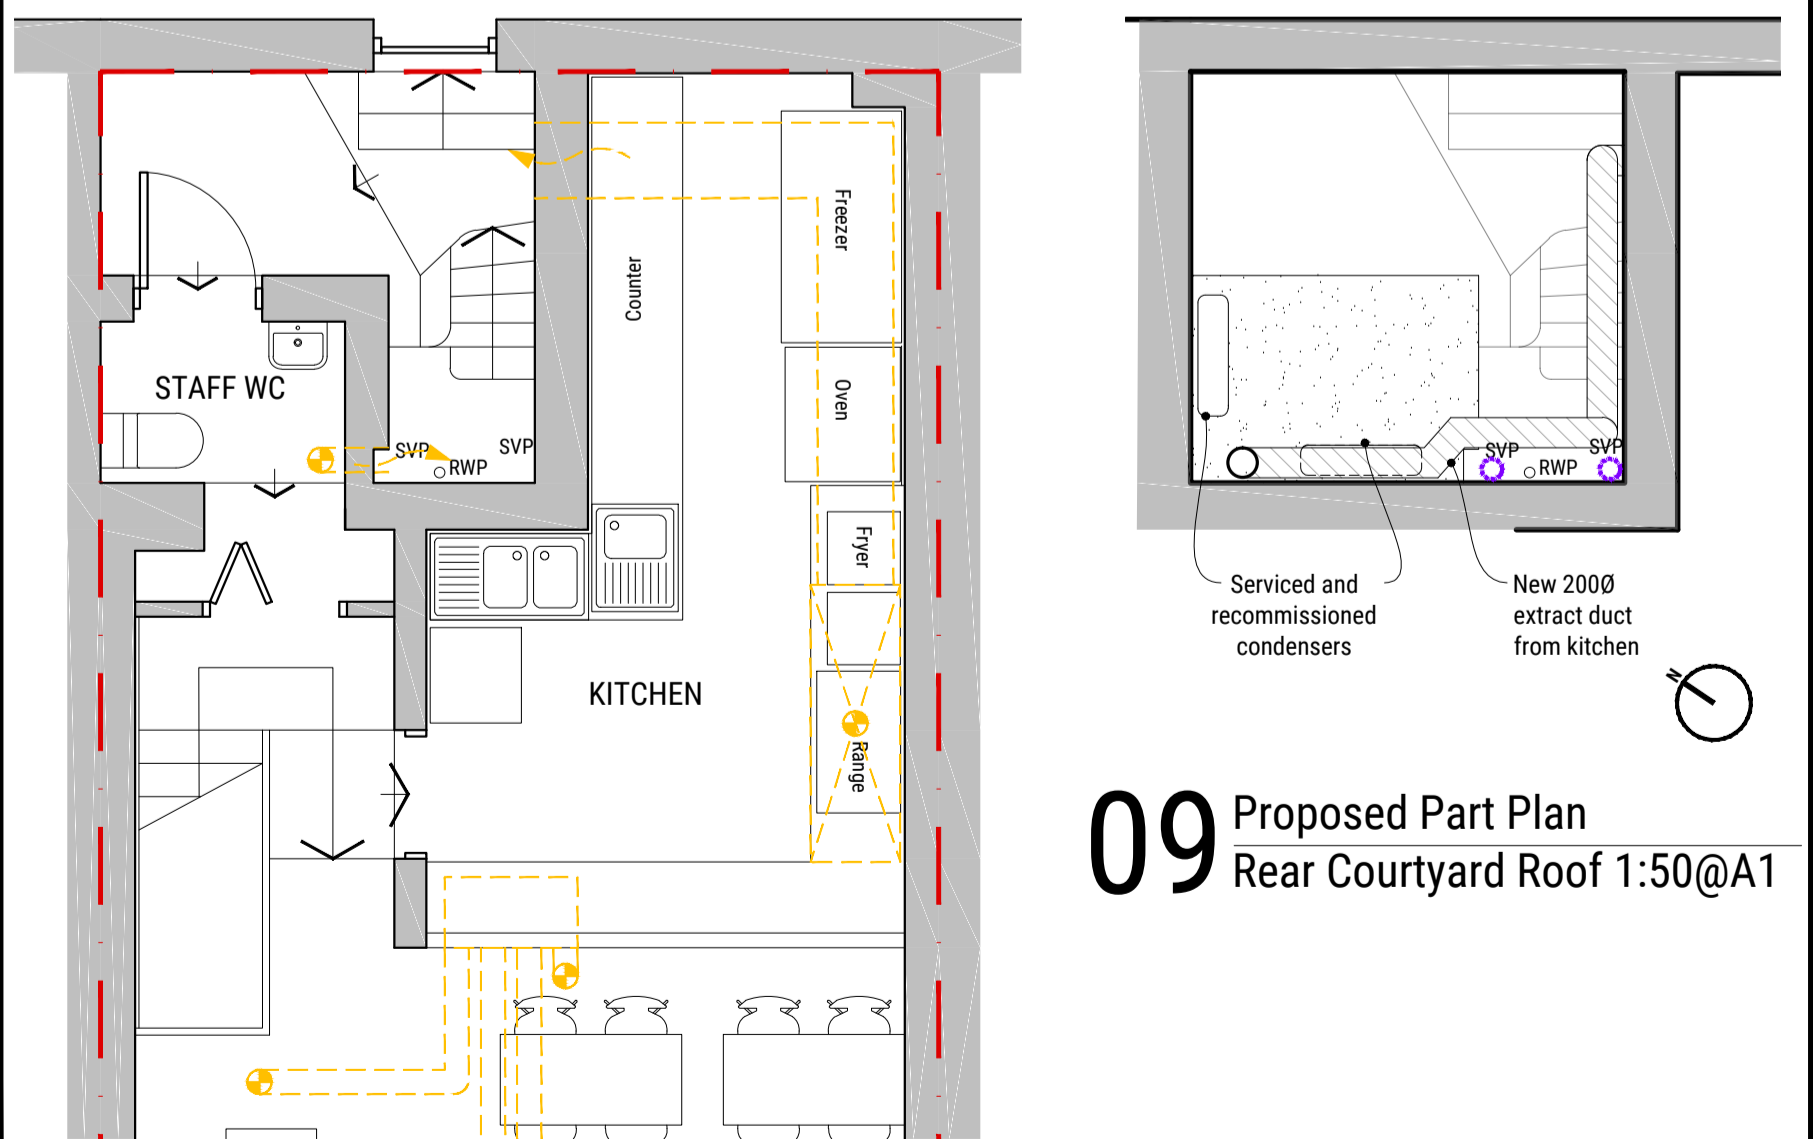 Freezer
Counter
Oven
STAFF WC
SVP
SVP
RWP
Fryer
KITCHEN
Range
SVP
SVP
RWP
Serviced and
recommissioned
condensers
New 200Ø
extract duct
from kitchen
N
09
Proposed Part Plan
Rear Courtyard Roof 1:50@A1